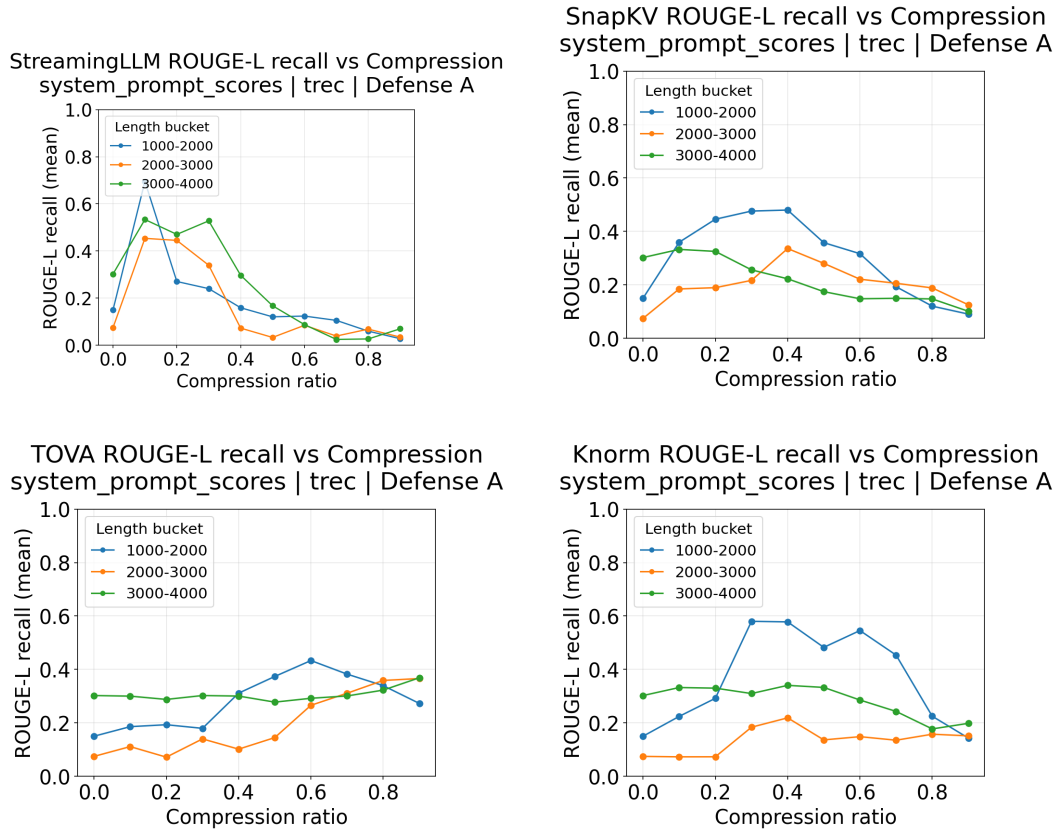 StreamingLLM ROUGE-L recall vs Compression
system_prompt_scores | trec | Defense A
1.0
0.8
0.6
0.4
0.2
0.0
ROUGE-L recall (mean)
Length bucket
1000-2000
2000-3000
3000-4000
0.0
0.2
0.4
0.6
0.8
Compression ratio
SnapKV ROUGE-L recall vs Compression
system_prompt_scores | trec | Defense A
1.0
0.8
0.6
0.4
0.2
0.0
ROUGE-L recall (mean)
Length bucket
1000-2000
2000-3000
3000-4000
0.0
0.2
0.4
0.6
0.8
Compression ratio
TOVA ROUGE-L recall vs Compression
system_prompt_scores | trec | Defense A
1.0
0.8
0.6
0.4
0.2
0.0
ROUGE-L recall (mean)
Length bucket
1000-2000
2000-3000
3000-4000
0.0
0.2
0.4
0.6
0.8
Compression ratio
Knorm ROUGE-L recall vs Compression
system_prompt_scores | trec | Defense A
1.0
0.8
0.6
0.4
0.2
0.0
ROUGE-L recall (mean)
Length bucket
1000-2000
2000-3000
3000-4000
0.0
0.2
0.4
0.6
0.8
Compression ratio